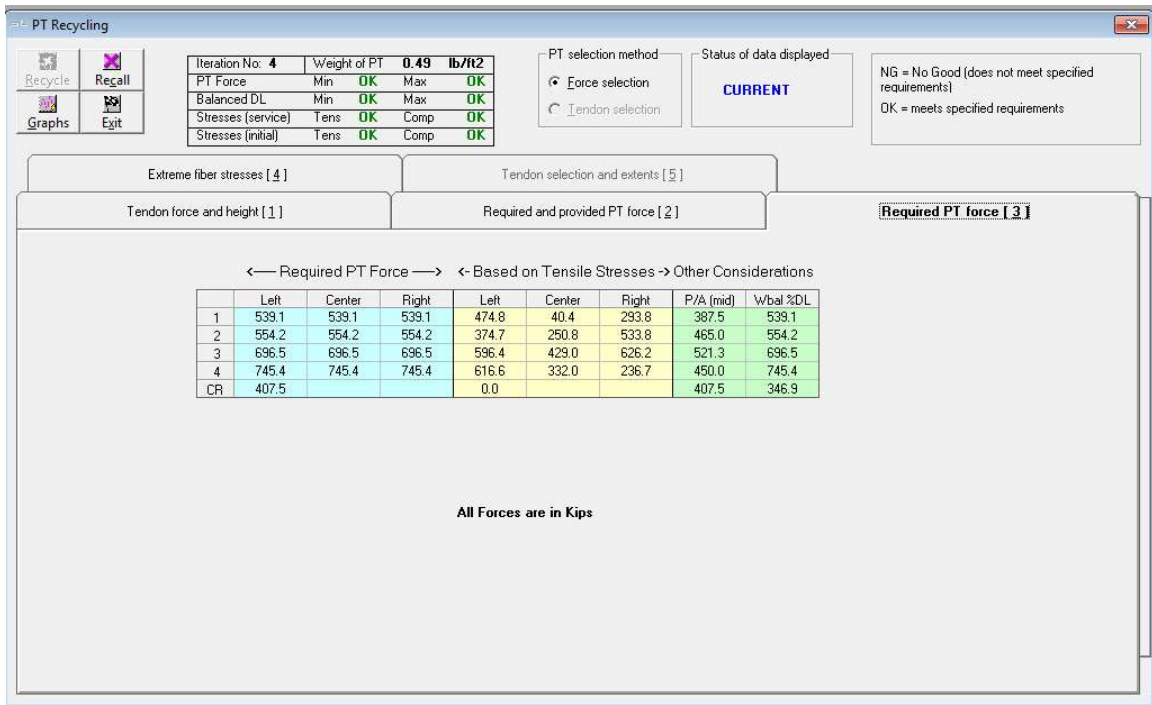 PT Recycling
Recycle
Recall
Graphs
Exit
Iteration No: 4 Weight of PT 0.49 lb/ft2
PT Force Min OK Max OK
Balanced DL Min OK Max OK
Stresses (service) Tens OK Comp OK
Stresses (initial) Tens OK Comp OK
PT selection method
Force selection
Tendon selection
Status of data displayed
CURRENT
NG = No Good (does not meet specified
requirements)
OK = meets specified requirements
Extreme fiber stresses [ 4 ]
Tendon selection and extents [ 5 ]
Tendon force and height [ 1 ]
Required and provided PT force [ 2 ]
Required PT force [ 3 ]
<—— Required PT Force ——> <- Based on Tensile Stresses -> Other Considerations
Left Center Right Left Center Right P/A (mid) Wbal %DL
1 539.1 539.1 539.1 474.8 40.4 293.8 387.5 539.1
2 554.2 554.2 554.2 374.7 250.8 533.8 465.0 554.2
3 696.5 696.5 696.5 596.4 429.0 626.2 521.3 696.5
4 745.4 745.4 745.4 616.6 332.0 236.7 450.0 745.4
CR 407.5 0.0 407.5 346.9
All Forces are in Kips